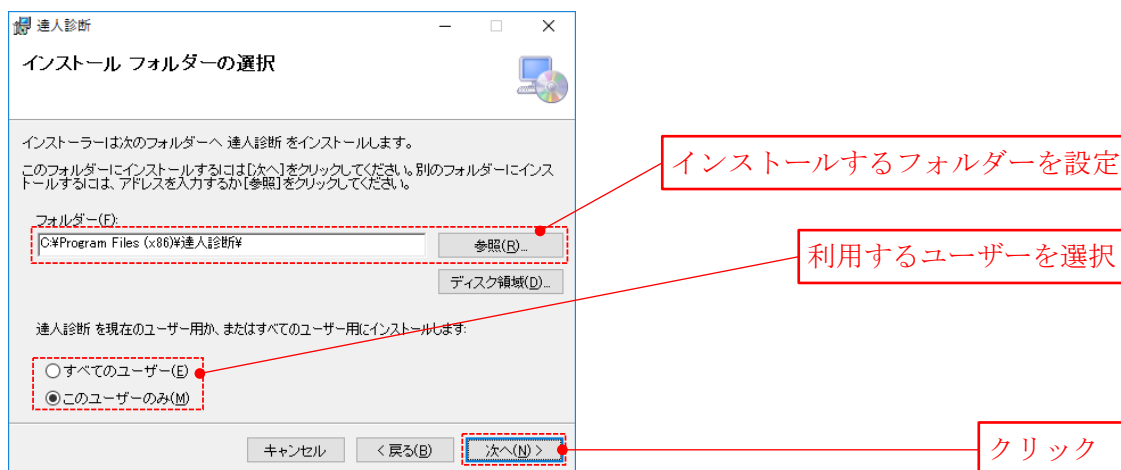 達人診断
インストール フォルダーの選択
インストーラーは次のフォルダーへ 達人診断 をインストールします。
このフォルダーにインストールするには[次へ]をクリックしてください。別のフォルダーにインス
トールするには、アドレスを入力するか[参照]をクリックしてください。
インストールするフォルダーを設定
フォルダー(F):
C:¥Program Files (x86)¥達人診断¥
参照(R)...
利用するユーザーを選択
ディスク領域(D)...
達人診断 を現在のユーザー用か、またはすべてのユーザー用にインストールします:
すべてのユーザー(E)
このユーザーのみ(M)
キャンセル
< 戻る(B)
次へ(N) >
クリック